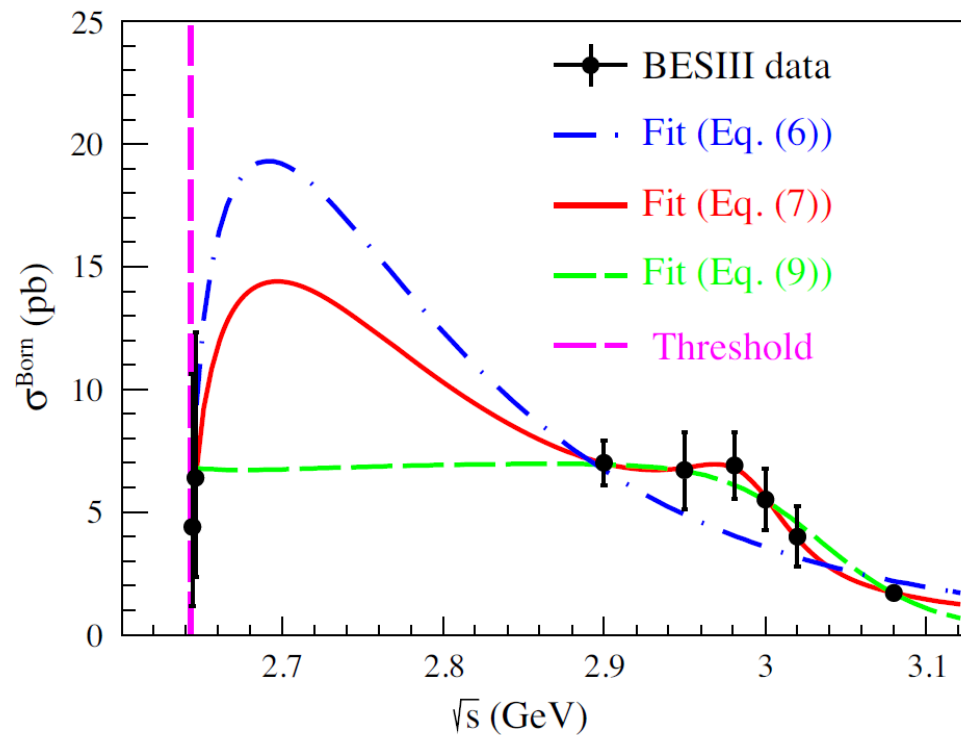 25
20
15
10
5
0
σ^Born (pb)
BESIII data
Fit (Eq. (6))
Fit (Eq. (7))
Fit (Eq. (9))
Threshold
2.7 2.8 2.9 3 3.1
√s (GeV)